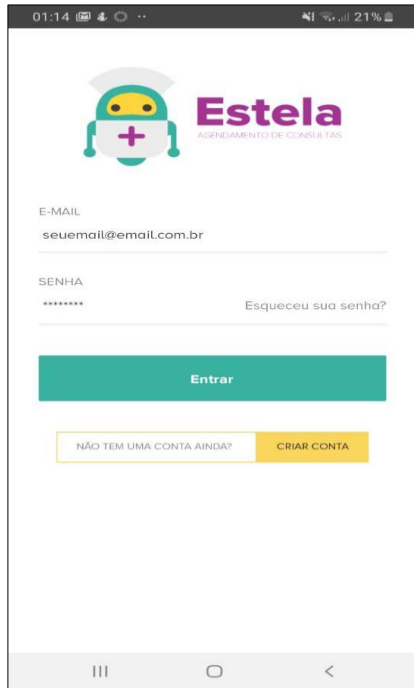 01:14
21%
Estela
AGENDAMENTO DE CONSULTAS
E-MAIL
seuemail@email.com.br
SENHA
********
Esqueceu sua senha?
Entrar
NÃO TEM UMA CONTA AINDA?
CRIAR CONTA